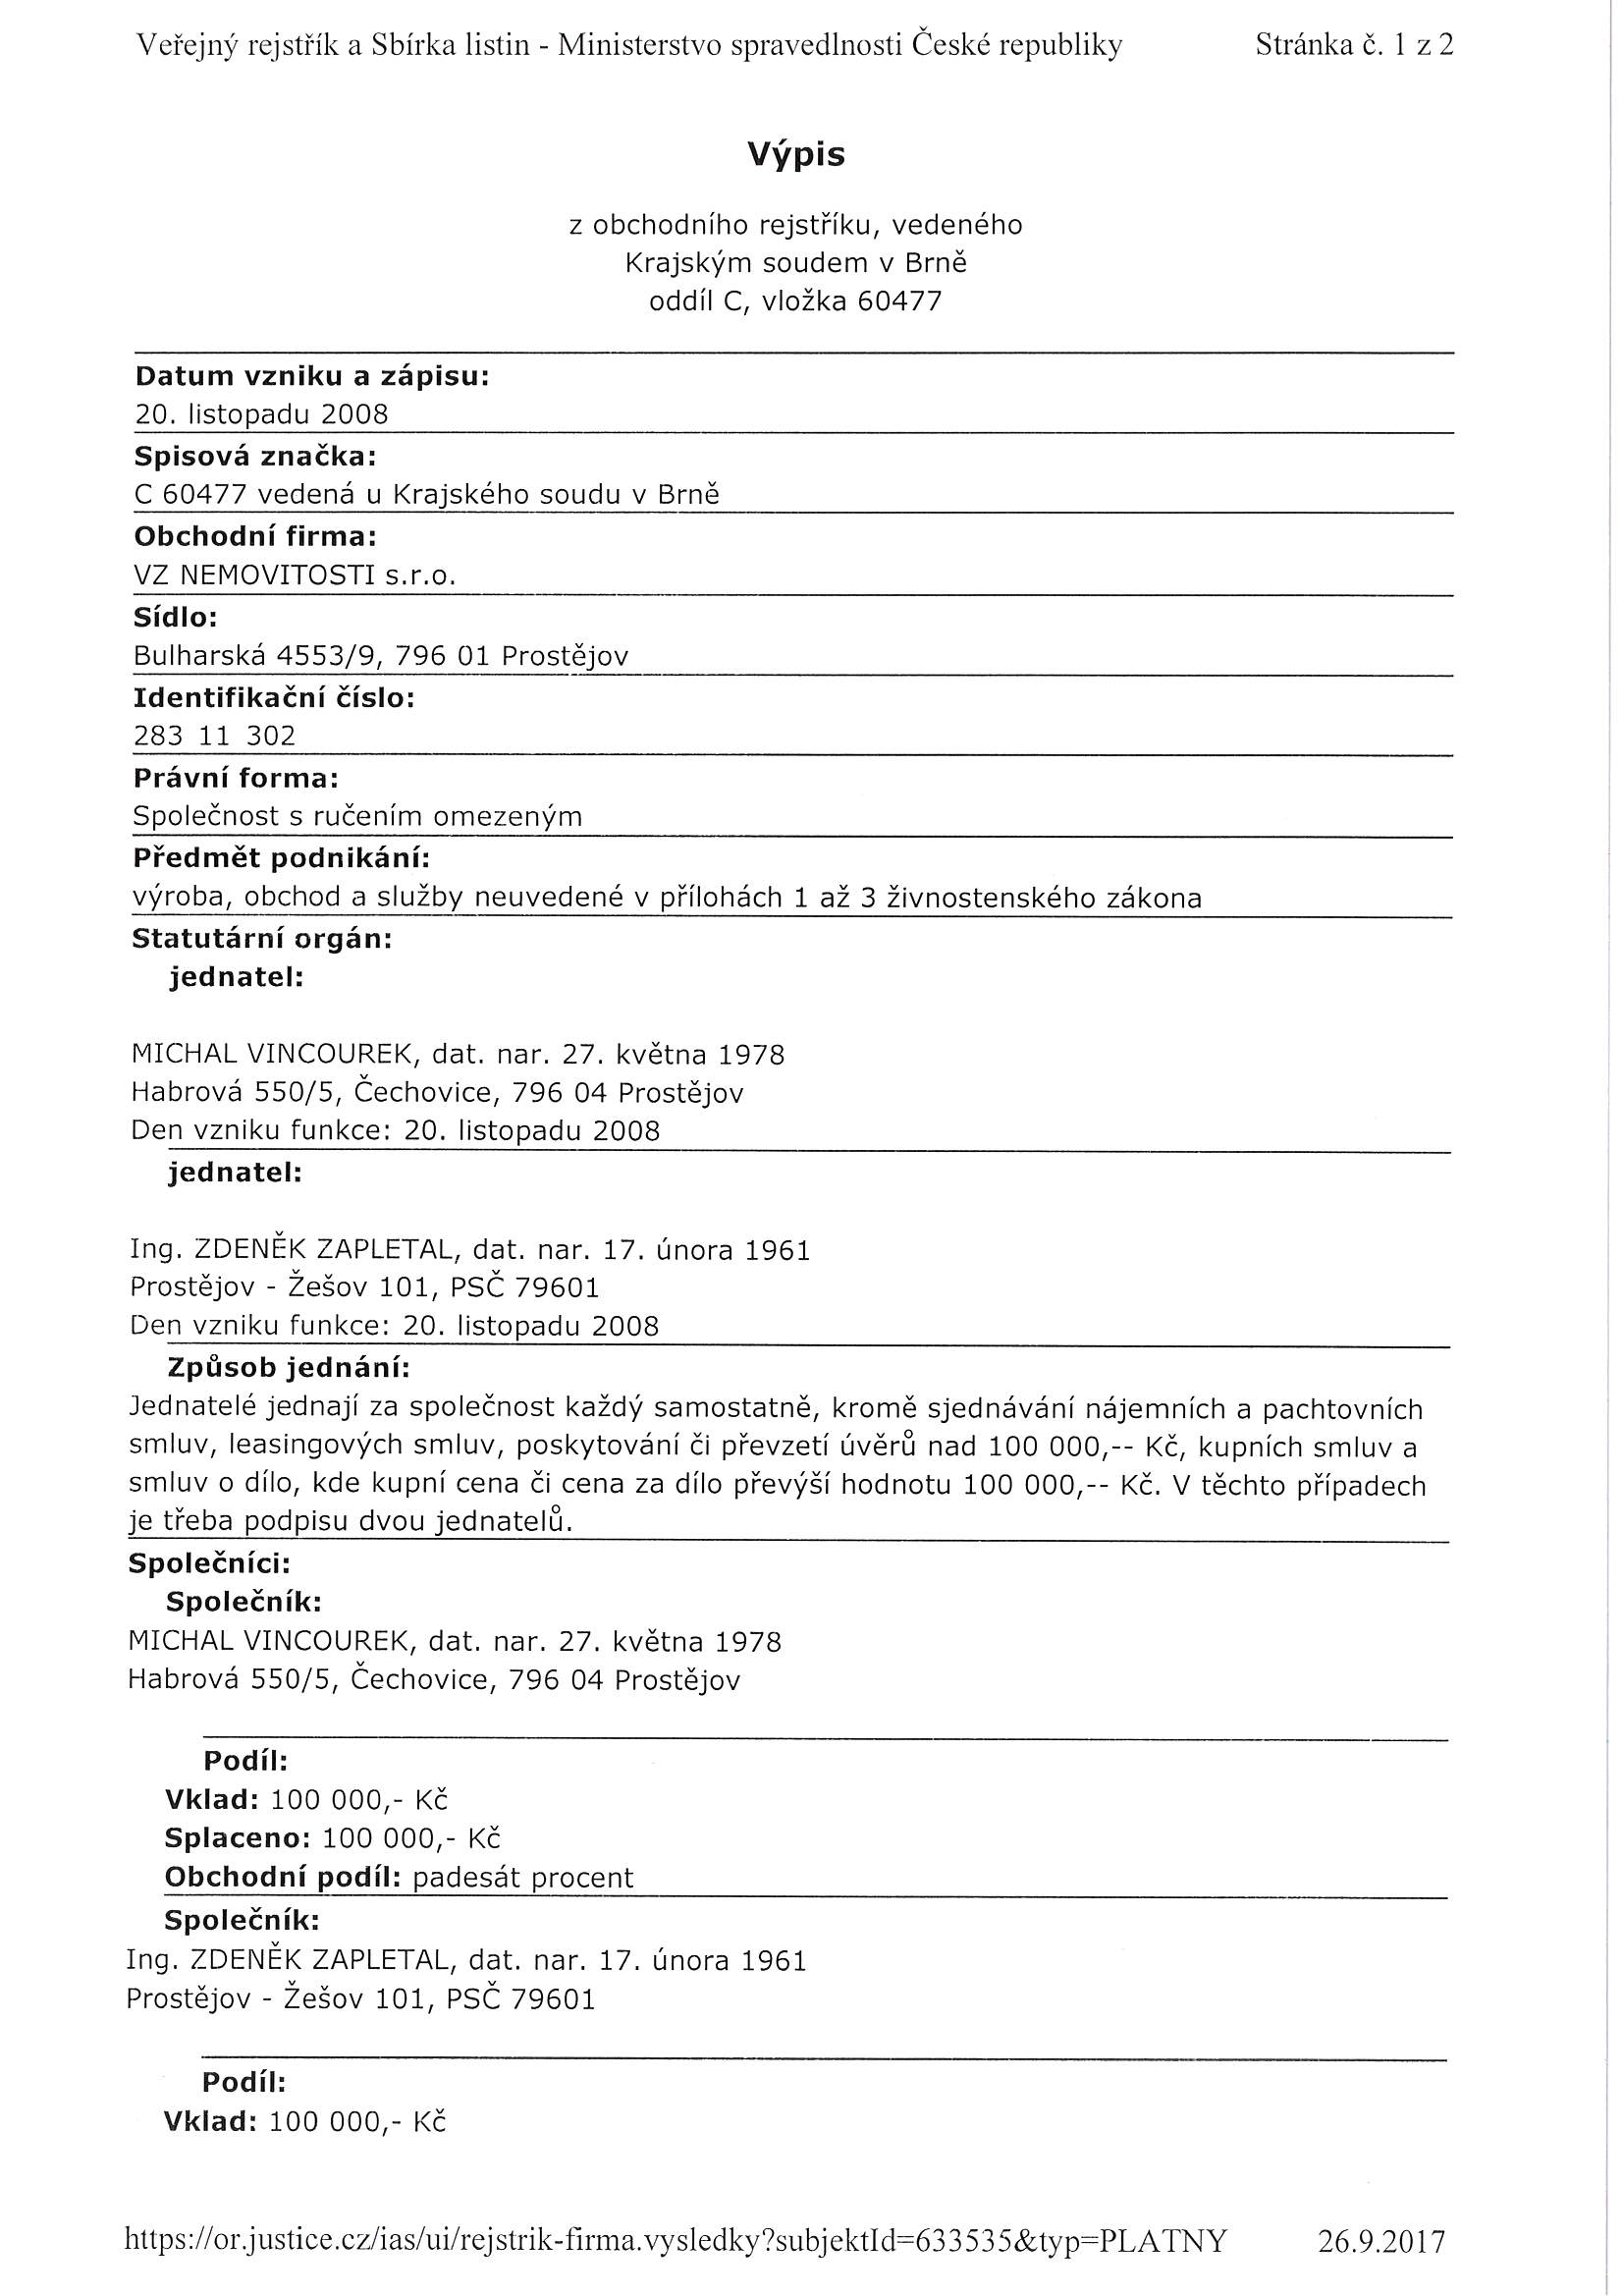 Veřejný rejstřík a Sbírka listin - Ministerstvo spravedlnosti České republiky Stránka č. 1 z 2
Výpis
z obchodního rejstříku, vedeného
Krajským soudem v Brně
oddíl C, vložka 60477
Datum vzniku a zápisu:
20. listopadu 2008
Spisová značka:
C 60477 vedená u Krajského soudu v Brně
Obchodní firma:
VZ NEMOVITOSTI s.r.o.
Sídlo:
Bulharská 4553/9, 796 01 Prostějov
Identifikační číslo:
283 11 302
Právní forma:
Společnost s ručením omezeným
Předmět podnikání:
výroba, obchod a služby neuvedené v přílohách 1 až 3 živnostenského zákona
Statutární orgán:
jednatel:
MICHAL VINCOUREK, dat. nar. 27. května 1978
Habrová 550/5, Čechovice, 796 04 Prostějov
Den vzniku funkce: 20. listopadu 2008
jednatel:
Ing. ZDENĚK ZAPLETAL, dat. nar. 17. února 1961
Prostějov - Žešov 101, PSČ 79601
Den vzniku funkce: 20. listopadu 2008
Způsob jednání:
Jednatelé jednají za společnost každý samostatně, kromě sjednávání nájemních a pachtovních
smluv, leasingových smluv, poskytování či převzetí úvěrů nad 100 000,-- Kč, kupních smluv a
smluv o dílo, kde kupní cena či cena za dílo převýší hodnotu 100 000,-- Kč. V těchto případech
je třeba podpisu dvou jednatelů.
Společníci:
Společník:
MICHAL VINCOUREK, dat. nar. 27. května 1978
Habrová 550/5, Čechovice, 796 04 Prostějov
Podíl:
Vklad: 100 000,- Kč
Splaceno: 100 000,- Kč
Obchodní podíl: padesát procent
Společník:
Ing. ZDENĚK ZAPLETAL, dat. nar. 17. února 1961
Prostějov - Žešov 101, PSČ 79601
Podíl:
Vklad: 100 000,- Kč
https://or.justice.cz/ias/ui/rejstrik-firma.vysledky?subjektId=633535&typ=PLATNY 26.9.2017